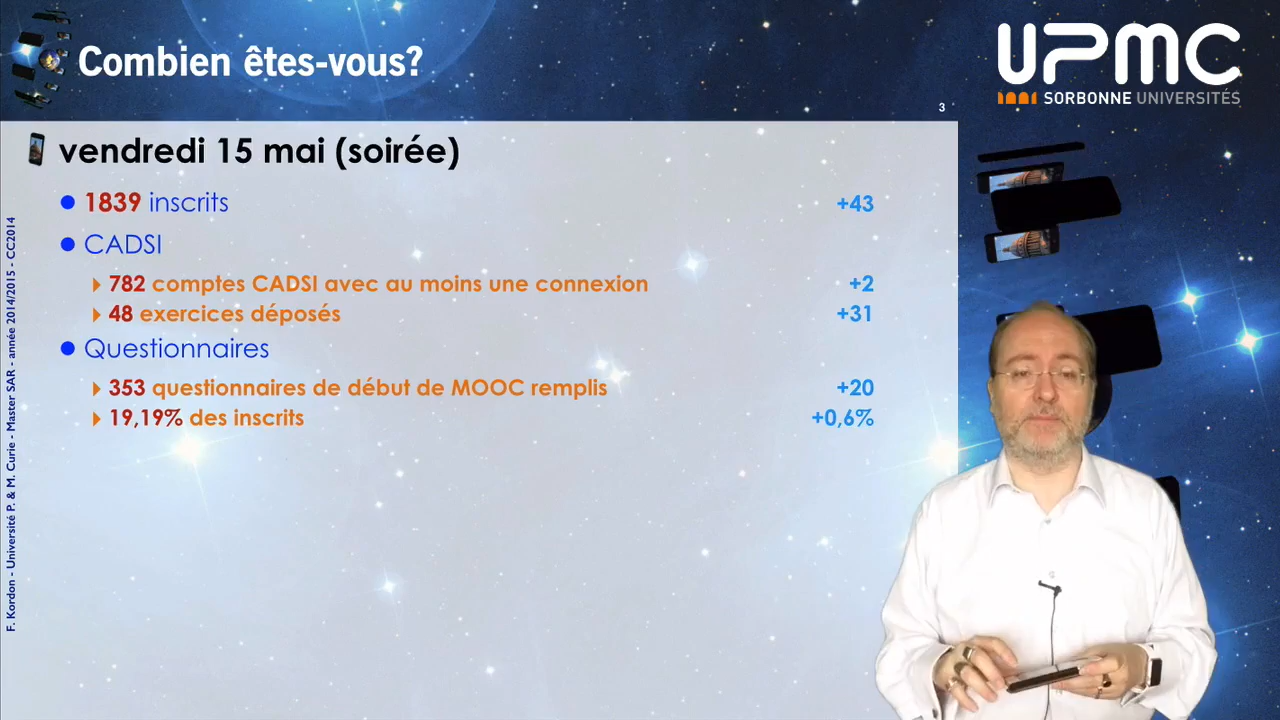 Combien êtes-vous?
UPMC
SORBONNE UNIVERSITÉS
3
vendredi 15 mai (soirée)
1839 inscrits +43
CADSI
782 comptes CADSI avec au moins une connexion +2
48 exercices déposés +31
Questionnaires
353 questionnaires de début de MOOC remplis +20
19,19% des inscrits +0,6%
F. Kordon - Université P. & M. Curie - Master SAR - année 2014/2015 - CC2014